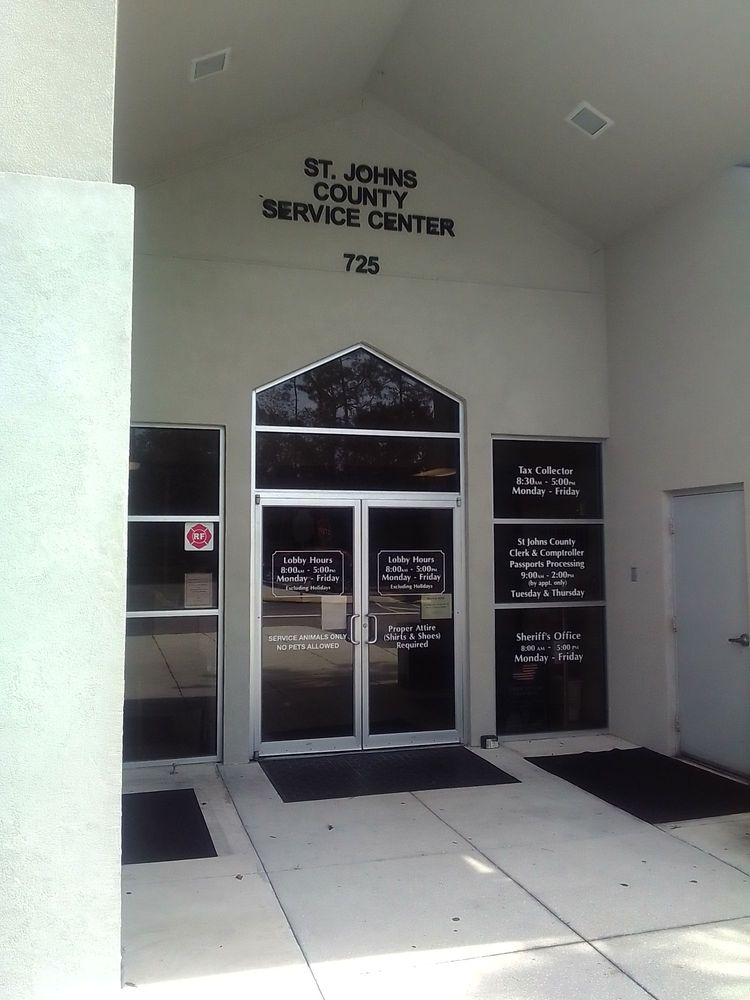 ST. JOHNS
COUNTY
SERVICE CENTER
725
RF
Lobby Hours
8:00AM - 5:00PM
Monday - Friday
Excluding Holidays
Lobby Hours
8:00AM - 5:00PM
Monday - Friday
Excluding Holidays
SERVICE ANIMALS ONLY
NO PETS ALLOWED
Proper Attire
(Shirts & Shoes)
Required
Tax Collector
8:30AM - 5:00PM
Monday - Friday
St Johns County
Clerk & Comptroller
Passports Processing
9:00AM - 2:00PM
(by appt. only)
Tuesday & Thursday
Sheriff's Office
8:00 AM - 5:00 PM
Monday - Friday